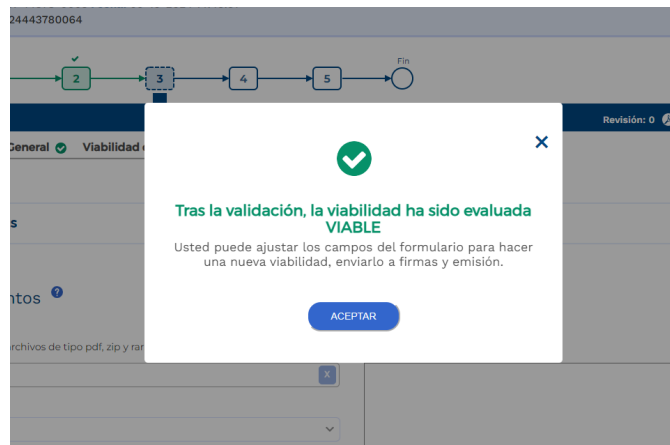 24443780064
Fin
2 3 4 5
Revisión: 0
General Viabilidad
Tras la validación, la viabilidad ha sido evaluada
VIABLE
s
Usted puede ajustar los campos del formulario para hacer
una nueva viabilidad, enviarlo a firmas y emisión.
ntos ?
ACEPTAR
archivos de tipo pdf, zip y rar
X